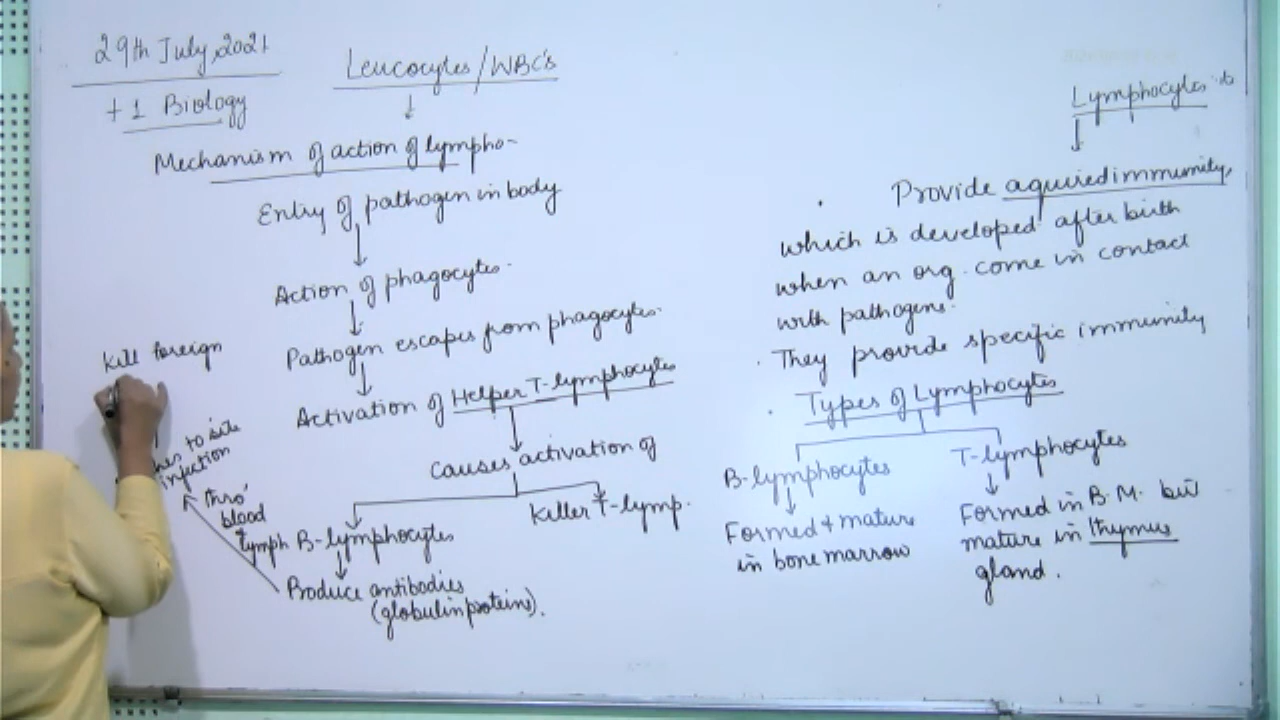 29th July, 2021
+1 Biology
Leucocytes/WBC's
Mechanism of action of lympho-
Entry of pathogen in body
Action of phagocytes.
Pathogen escapes from phagocytes.
Activation of Helper T-lymphocytes
Causes activation of
Killer T-lymp.
B-lymphocytes
Produce antibodies
(globulin proteins).
thro'
blood
lymph
to site
infection
Kill foreign
Lymphocytes
Provide aquired immunity,
which is developed after birth
when an org. come in contact
with pathogens.
. They provide specific immunity
. Types of Lymphocytes
B-lymphocytes
Formed & mature
in bone marrow
T-lymphocytes
Formed in B.M. but
mature in thymus
gland.